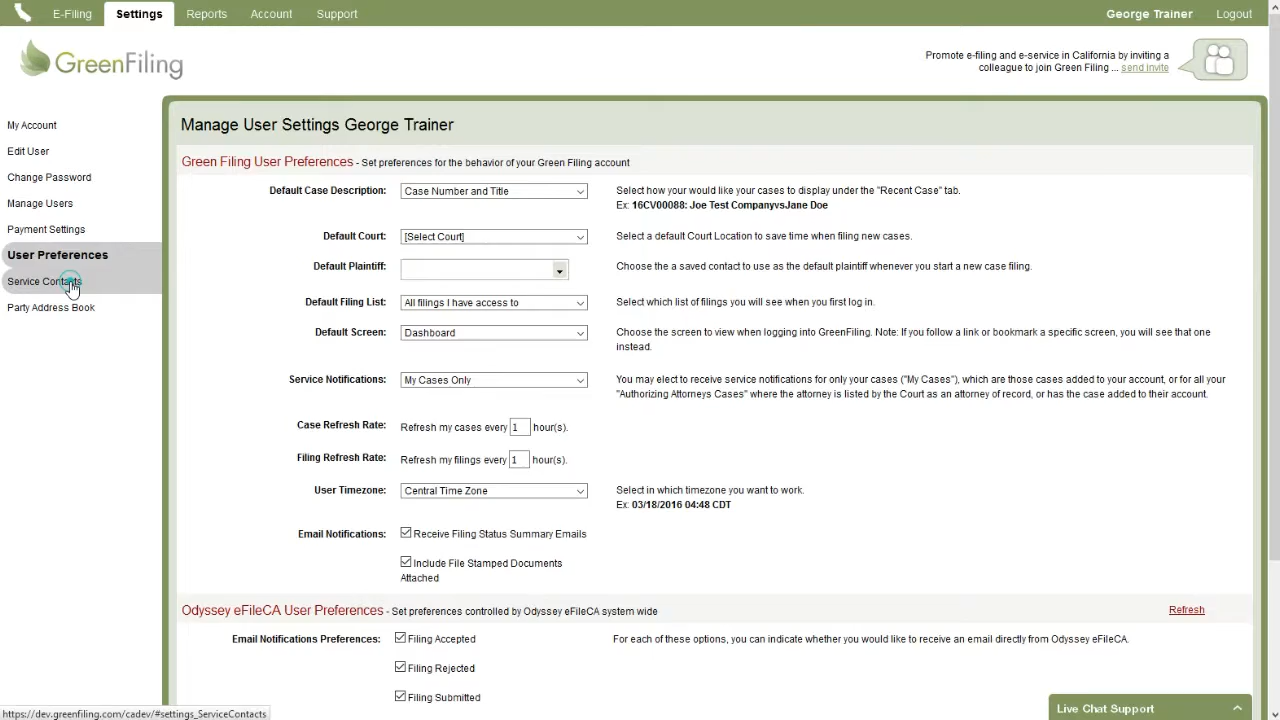 E-Filing Settings Reports Account Support George Trainer Logout
GreenFiling
Promote e-filing and e-service in California by inviting a
colleague to join Green Filing ... send invite
My Account
Edit User
Change Password
Manage Users
Payment Settings
User Preferences
Service Contacts
Party Address Book
Manage User Settings George Trainer
Green Filing User Preferences - Set preferences for the behavior of your Green Filing account
Default Case Description: Case Number and Title Select how your would like your cases to display under the "Recent Case" tab.
Ex: 16CV00088: Joe Test CompanyvsJane Doe
Default Court: [Select Court] Select a default Court Location to save time when filing new cases.
Default Plaintiff: Choose the a saved contact to use as the default plaintiff whenever you start a new case filing.
Default Filing List: All filings I have access to Select which list of filings you will see when you first log in.
Default Screen: Dashboard Choose the screen to view when logging into GreenFiling. Note: If you follow a link or bookmark a specific screen, you will see that one
instead.
Service Notifications: My Cases Only You may elect to receive service notifications for only your cases ("My Cases"), which are those cases added to your account, or for all your
"Authorizing Attorneys Cases" where the attorney is listed by the Court as an attorney of record, or has the case added to their account.
Case Refresh Rate: Refresh my cases every 1 hour(s).
Filing Refresh Rate: Refresh my filings every 1 hour(s).
User Timezone: Central Time Zone Select in which timezone you want to work.
Ex: 03/18/2016 04:48 CDT
Email Notifications: Receive Filing Status Summary Emails
Include File Stamped Documents
Attached
Odyssey eFileCA User Preferences - Set preferences controlled by Odyssey eFileCA system wide Refresh
Email Notifications Preferences: Filing Accepted For each of these options, you can indicate whether you would like to receive an email directly from Odyssey eFileCA.
Filing Rejected
Filing Submitted
https://dev.greenfiling.com/cadev/#settings_ServiceContacts
Live Chat Support